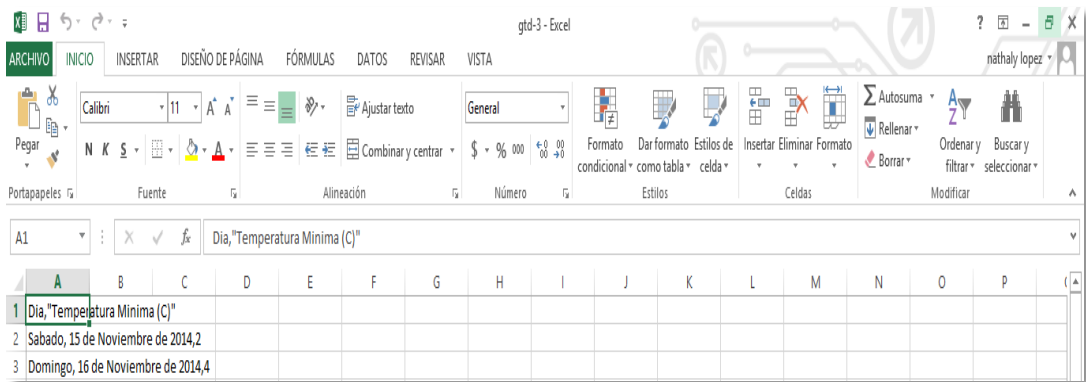 gtd-3 - Excel
ARCHIVO INICIO INSERTAR DISEÑO DE PÁGINA FÓRMULAS DATOS REVISAR VISTA nathaly lopez
Pegar
Portapapeles
Calibri 11
N K S
Fuente
Ajustar texto
Combinar y centrar
Alineación
General
$ % 000
Número
Formato condicional
Dar formato como tabla
Estilos de celda
Estilos
Insertar Eliminar Formato
Celdas
Autosuma
Rellenar
Borrar
Ordenar y filtrar
Buscar y seleccionar
Modificar
A1 fx Dia,"Temperatura Minima (C)"
A B C D E F G H I J K L M N O P
1 Dia,"Temperatura Minima (C)"
2 Sabado, 15 de Noviembre de 2014,2
3 Domingo, 16 de Noviembre de 2014,4